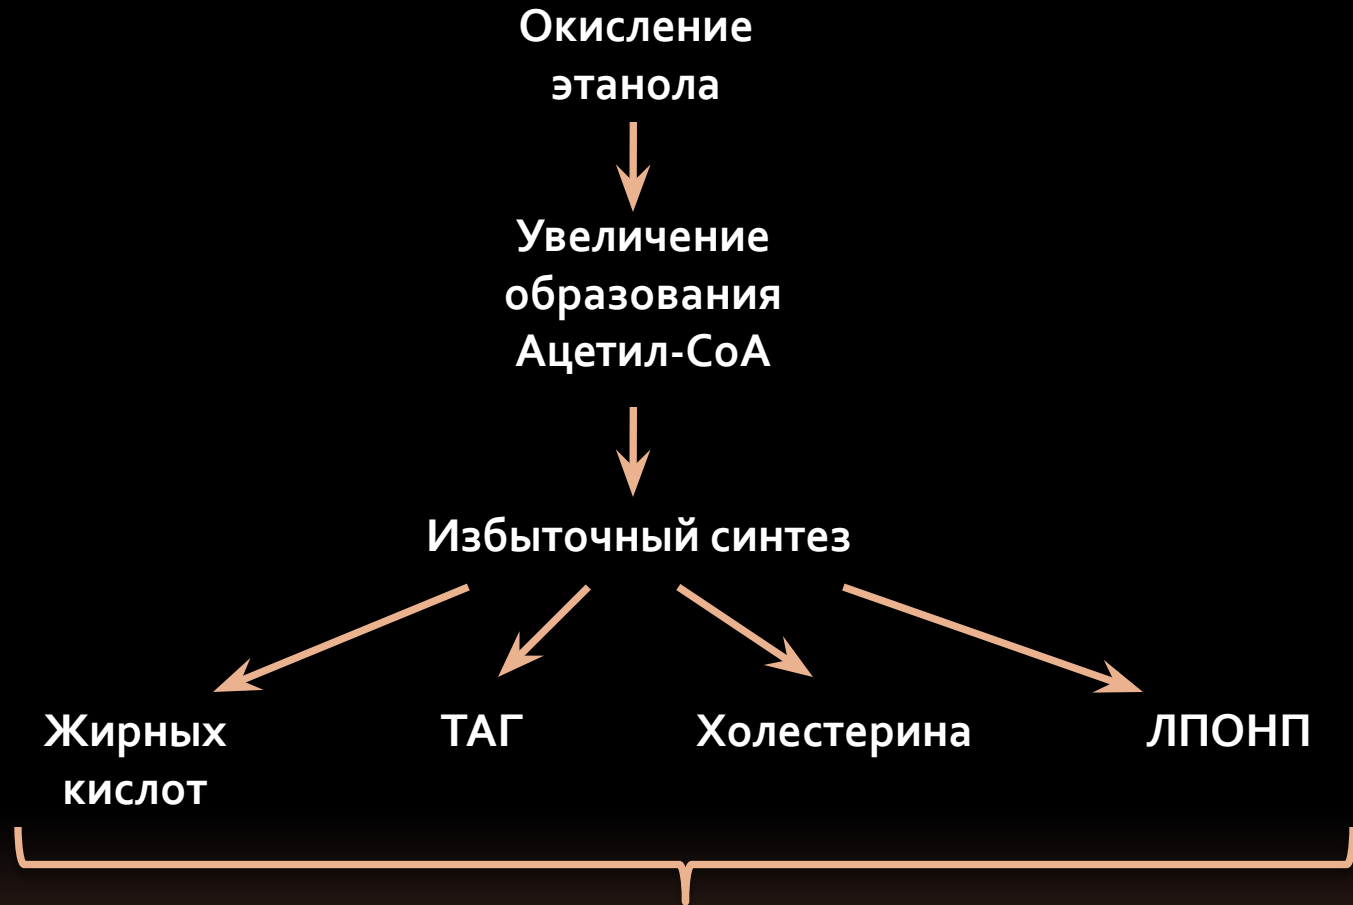 Окисление
этанола
Увеличение
образования
Ацетил-СоА
Избыточный синтез
Жирных
кислот
ТАГ
Холестерина
ЛПОНП